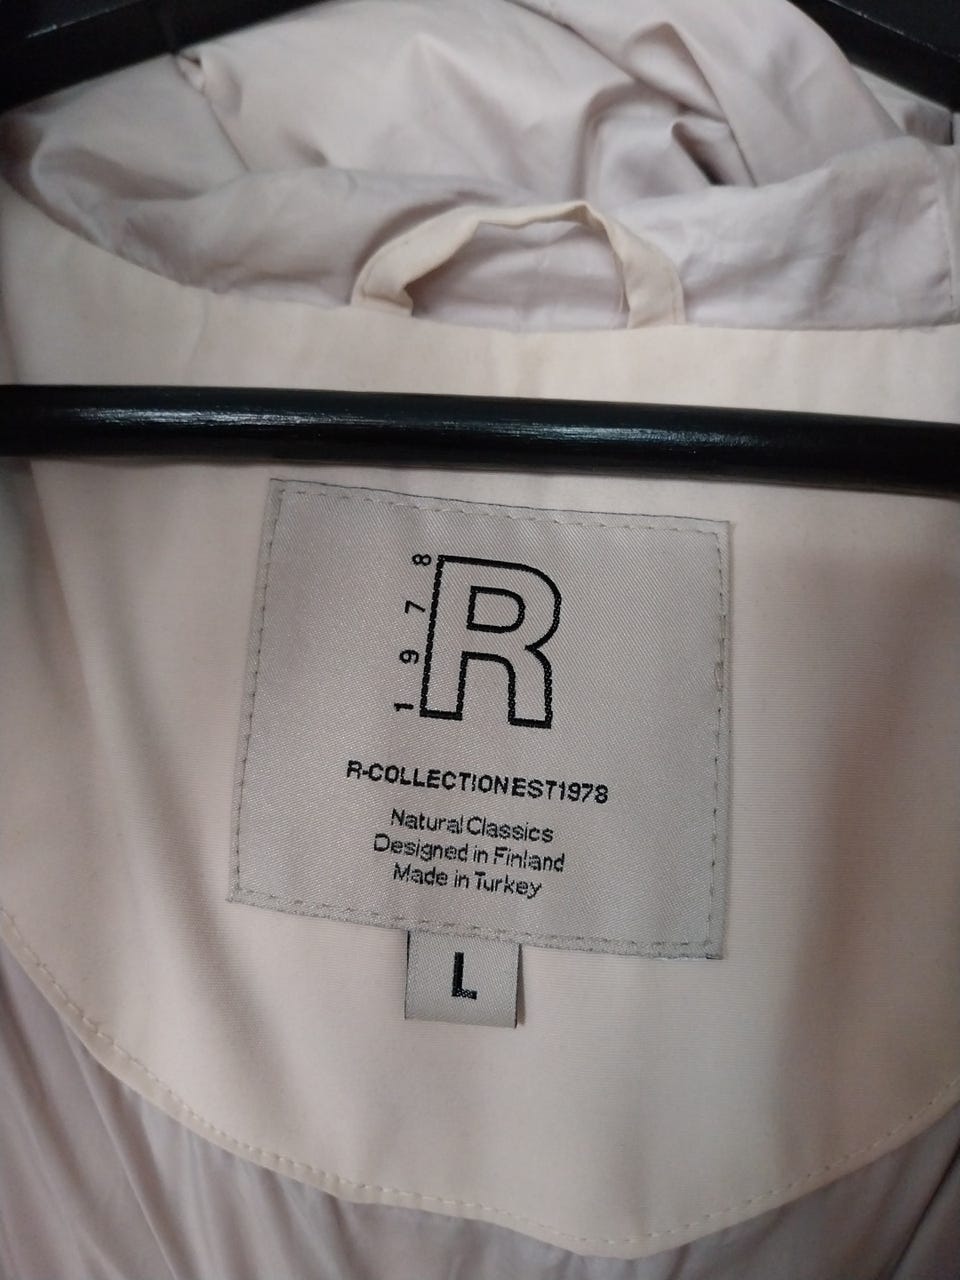 1978
R
R-COLLECTION EST1978
Natural Classics
Designed in Finland
Made in Turkey
L